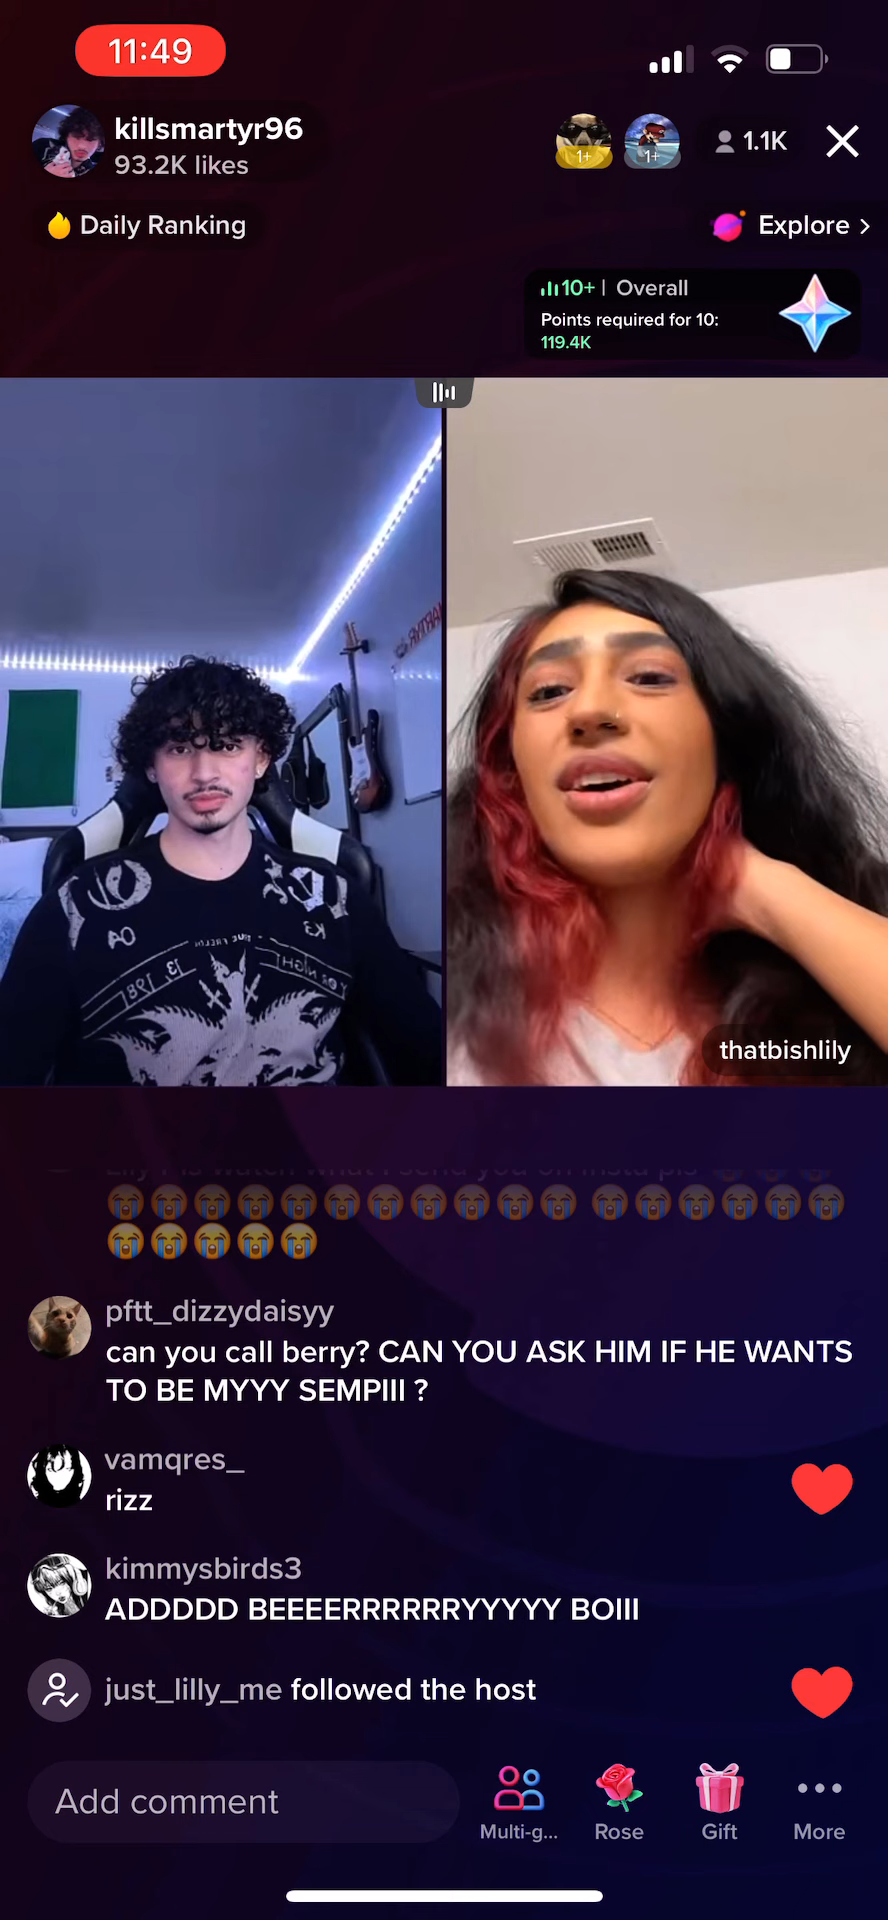 11:49
killsmartyr96
93.2K likes
1+
1+
1.1K
Daily Ranking
Explore >
10+ | Overall
Points required for 10:
119.4K
thatbishlily
😭😭😭😭😭😭😭😭😭😭😭 😭😭😭😭😭😭
😭😭😭😭😭
pftt_dizzydaisyy
can you call berry? CAN YOU ASK HIM IF HE WANTS
TO BE MYYY SEMPIII ?
vamqres_
rizz
kimmysbirds3
ADDDDD BEEEERRRRRRYYYYY BOIII
just_lilly_me followed the host
Add comment
Multi-g...
Rose
Gift
More